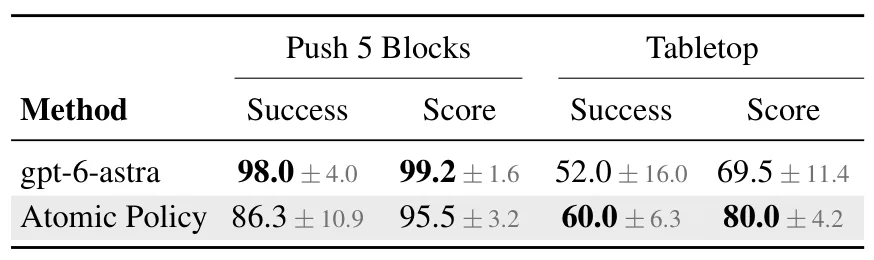 Push 5 Blocks Tabletop
Method Success Score Success Score
gpt-6-astra 98.0 ± 4.0 99.2 ± 1.6 52.0 ± 16.0 69.5 ± 11.4
Atomic Policy 86.3 ± 10.9 95.5 ± 3.2 60.0 ± 6.3 80.0 ± 4.2